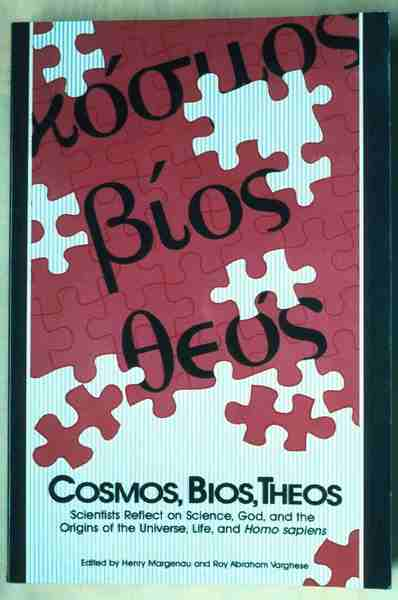 κόσμος
βίος
θεός
COSMOS, BIOS, THEOS
Scientists Reflect on Science, God, and the
Origins of the Universe, Life, and Homo sapiens
Edited by Henry Margenau and Roy Abraham Varghese